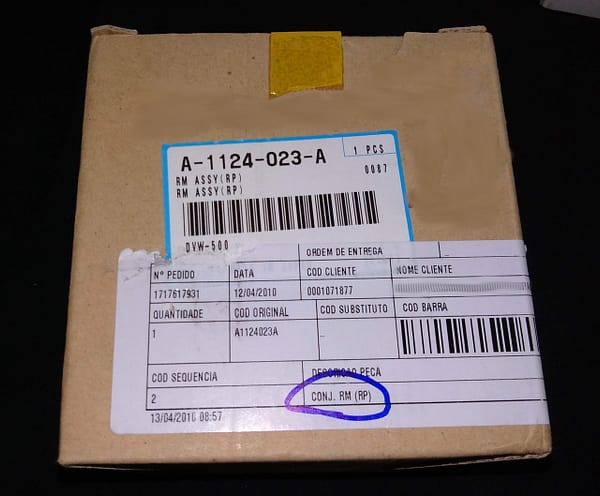 A-1124-023-A
1 PCS
RM ASSY(RP)
0087
RM ASSY(RP)
DVW-500
ORDEM DE ENTREGA
Nº PEDIDO DATA COD CLIENTE NOME CLIENTE
1717617931 12/04/2010 0001071877
QUANTIDADE COD ORIGINAL COD SUBSTITUTO COD BARRA
1 A1124023A
COD SEQUENCIA DESCRICAO PECA
2 CONJ. RM (RP)
13/04/2010 08:57